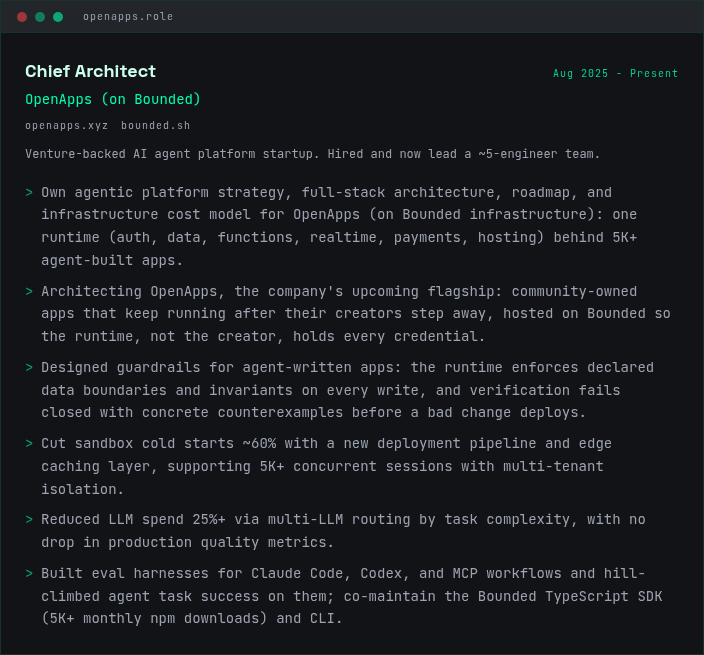 openapps.role
Chief Architect
Aug 2025 - Present
OpenApps (on Bounded)
openapps.xyz bounded.sh
Venture-backed AI agent platform startup. Hired and now lead a ~5-engineer team.
> Own agentic platform strategy, full-stack architecture, roadmap, and
infrastructure cost model for OpenApps (on Bounded infrastructure): one
runtime (auth, data, functions, realtime, payments, hosting) behind 5K+
agent-built apps.
> Architecting OpenApps, the company's upcoming flagship: community-owned
apps that keep running after their creators step away, hosted on Bounded so
the runtime, not the creator, holds every credential.
> Designed guardrails for agent-written apps: the runtime enforces declared
data boundaries and invariants on every write, and verification fails
closed with concrete counterexamples before a bad change deploys.
> Cut sandbox cold starts ~60% with a new deployment pipeline and edge
caching layer, supporting 5K+ concurrent sessions with multi-tenant
isolation.
> Reduced LLM spend 25%+ via multi-LLM routing by task complexity, with no
drop in production quality metrics.
> Built eval harnesses for Claude Code, Codex, and MCP workflows and hill-
climbed agent task success on them; co-maintain the Bounded TypeScript SDK
(5K+ monthly npm downloads) and CLI.